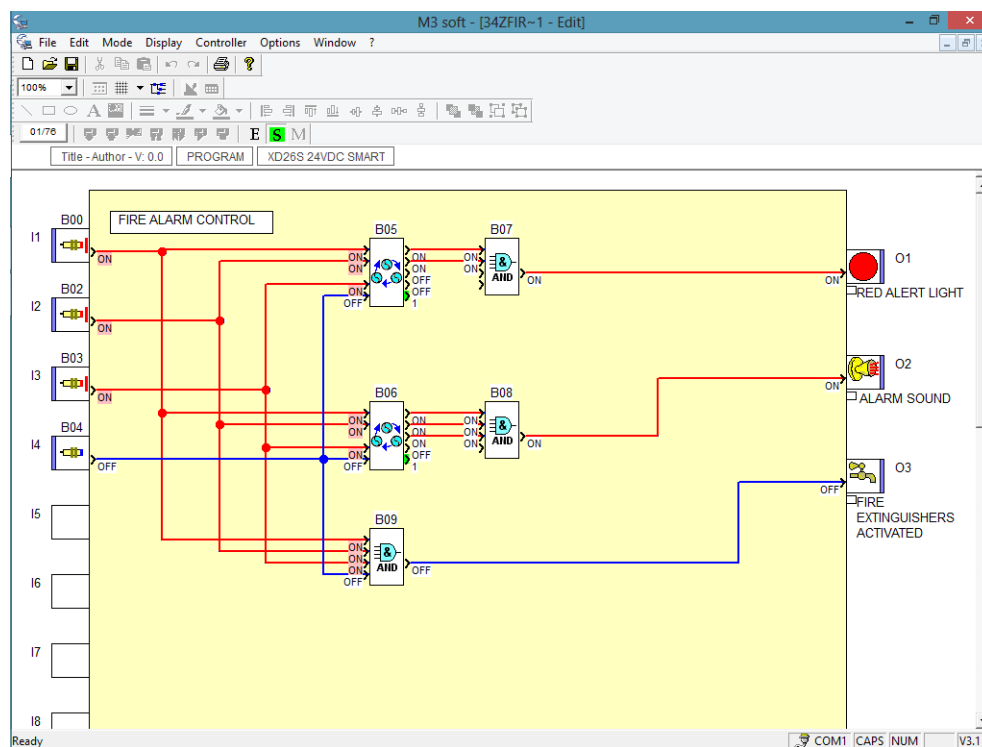 M3 soft - [34ZFIR~1 - Edit]
File Edit Mode Display Controller Options Window ?
100%
A
01/76 E S M
Title - Author - V: 0.0 PROGRAM XD26S 24VDC SMART
FIRE ALARM CONTROL
I1 B00 ON
I2 B02 ON
I3 B03 ON
I4 B04 OFF
I5
I6
I7
I8
B05
ON ON
ON ON
OFF
ON OFF
OFF 1
B07
ON
ON
& AND ON
ON O1
RED ALERT LIGHT
B06
ON ON
ON ON
ON
ON OFF
OFF 1
B08
ON
ON
ON
& AND ON
ON O2
ALARM SOUND
B09
ON
ON
ON
OFF
& AND OFF
OFF O3
FIRE
EXTINGUISHERS
ACTIVATED
Ready COM1 CAPS NUM V3.1